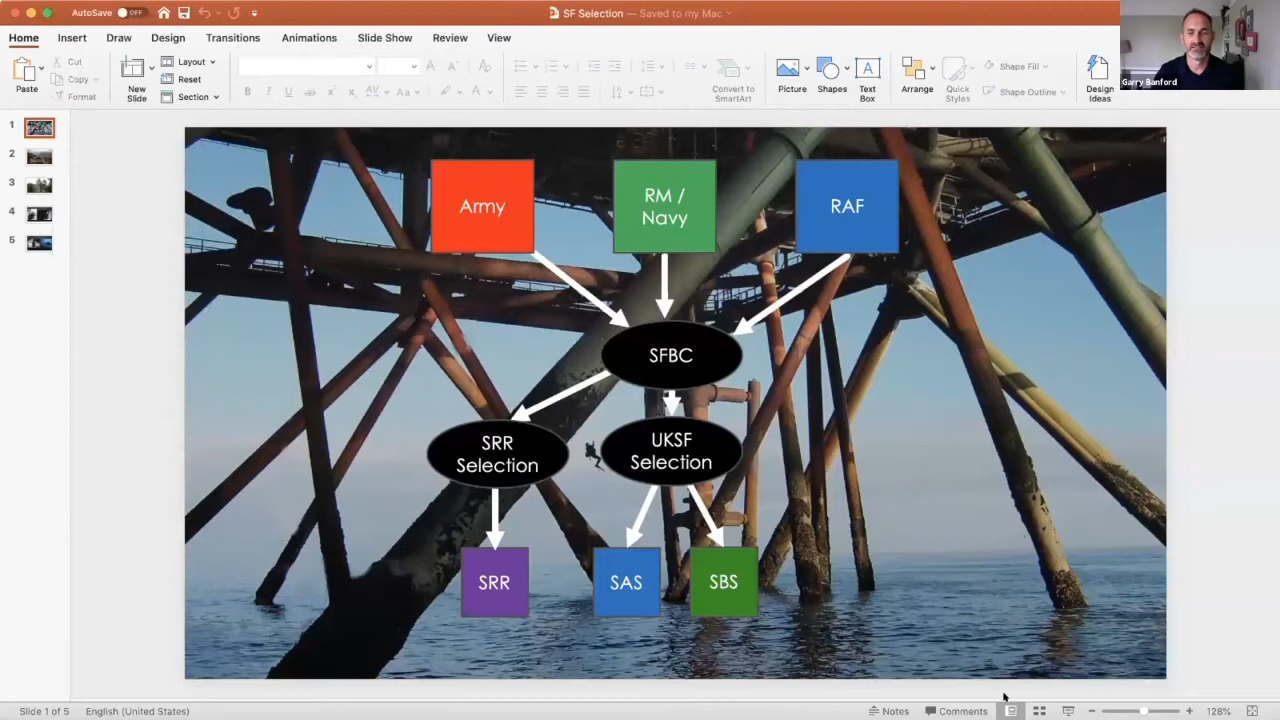 AutoSave OFF
SF Selection — Saved to my Mac
Home Insert Draw Design Transitions Animations Slide Show Review View
Paste
Cut
Copy
Format
New
Slide
Layout
Reset
Section
Convert to
SmartArt
Picture
Shapes
Text
Box
Arrange
Quick
Styles
Shape Fill
Shape Outline
Design
Ideas
Garry Banford
1
2
3
4
5
Army
RM /
Navy
RAF
SFBC
SRR
Selection
UKSF
Selection
SRR
SAS
SBS
Slide 1 of 5 English (United States) Notes Comments 128%